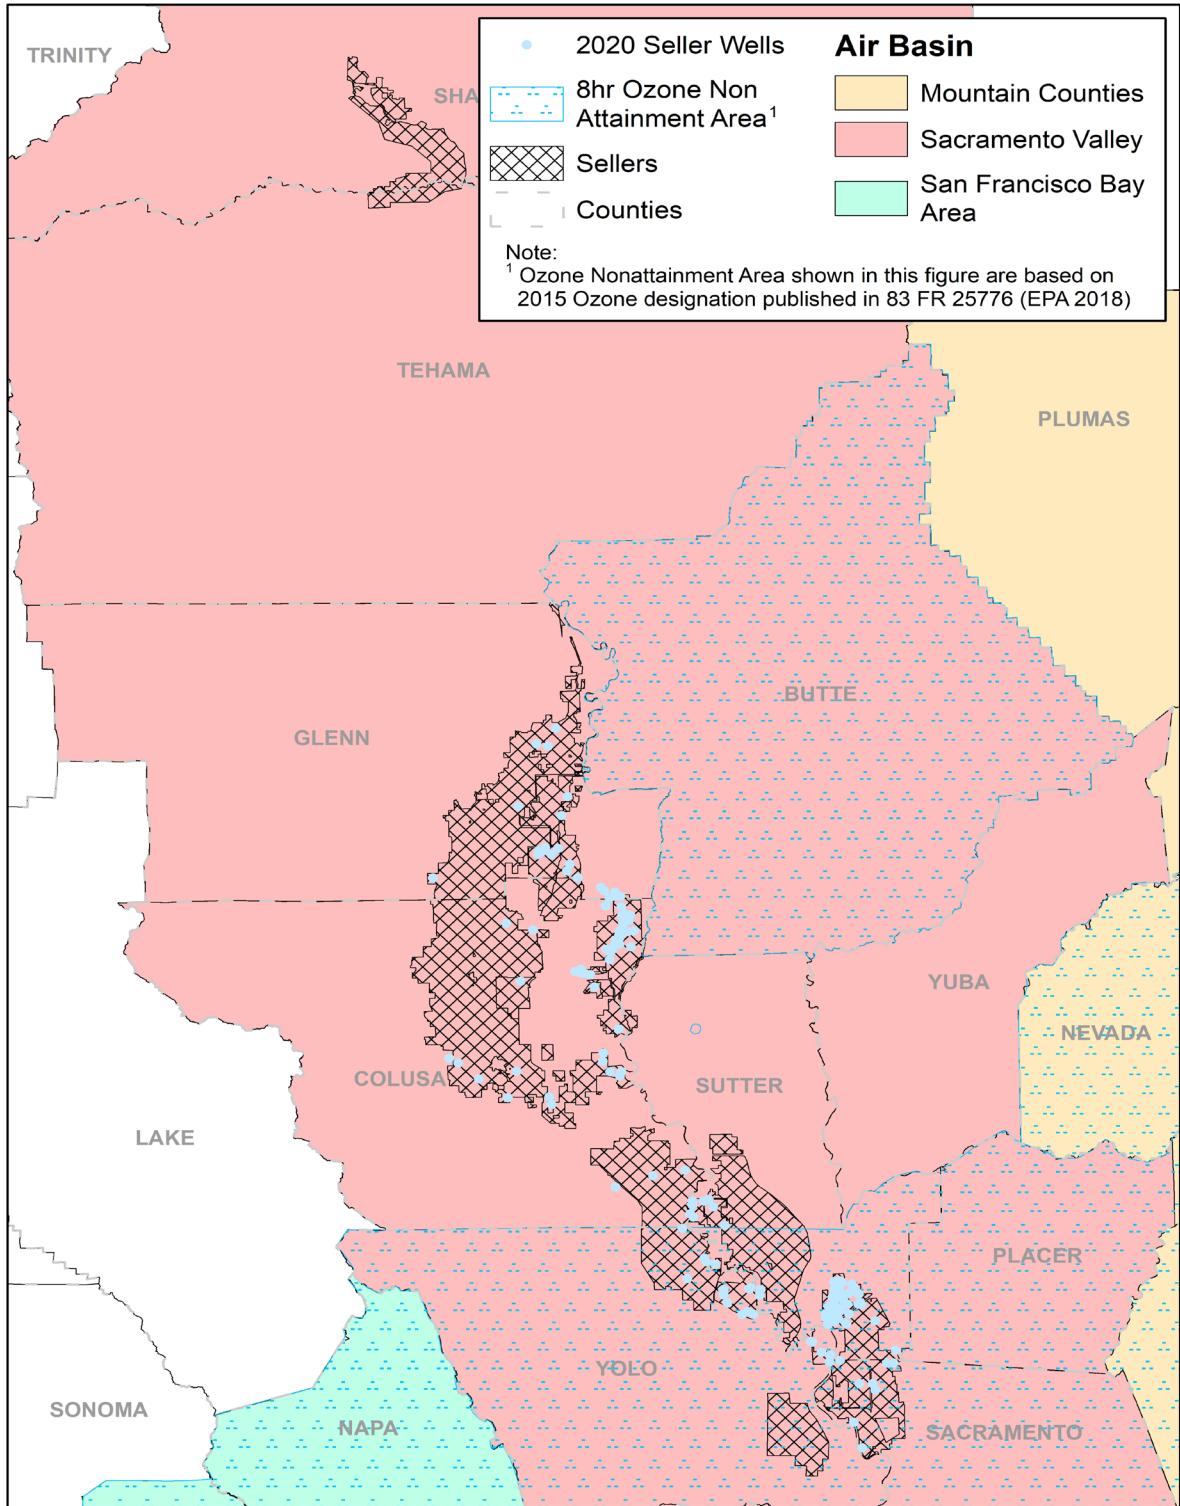 2020 Seller Wells
8hr Ozone Non
Attainment Area1
Sellers
Counties
Air Basin
Mountain Counties
Sacramento Valley
San Francisco Bay
Area
Note:
1 Ozone Nonattainment Area shown in this figure are based on
2015 Ozone designation published in 83 FR 25776 (EPA 2018)
TRINITY
SHA
TEHAMA
PLUMAS
BUTTE
GLENN
YUBA
NEVADA
COLUSA
SUTTER
LAKE
PLACER
YOLO
SONOMA
NAPA
SACRAMENTO